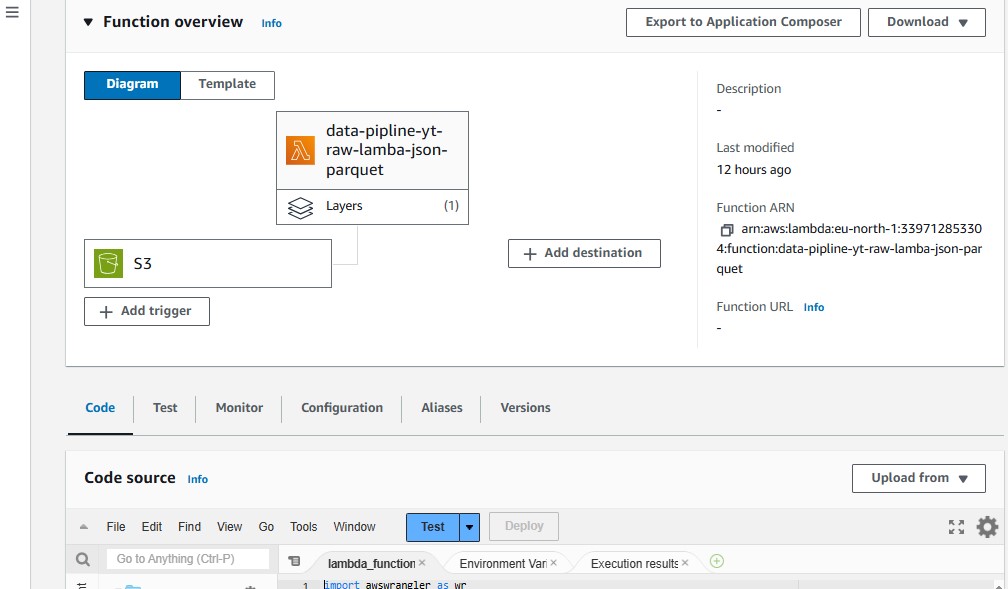 Function overview Info
Export to Application Composer
Download
Diagram
Template
data-pipline-yt-
raw-lamba-json-
parquet
Layers (1)
S3
Add trigger
Add destination
Description
-
Last modified
12 hours ago
Function ARN
arn:aws:lambda:eu-north-1:33971285330
4:function:data-pipline-yt-raw-lamba-json-par
quet
Function URL Info
-
Code Test Monitor Configuration Aliases Versions
Code source Info
Upload from
File Edit Find View Go Tools Window Test Deploy
Go to Anything (Ctrl-P)
lambda_function Environment Vari Execution results
1 import awswrangler as wr